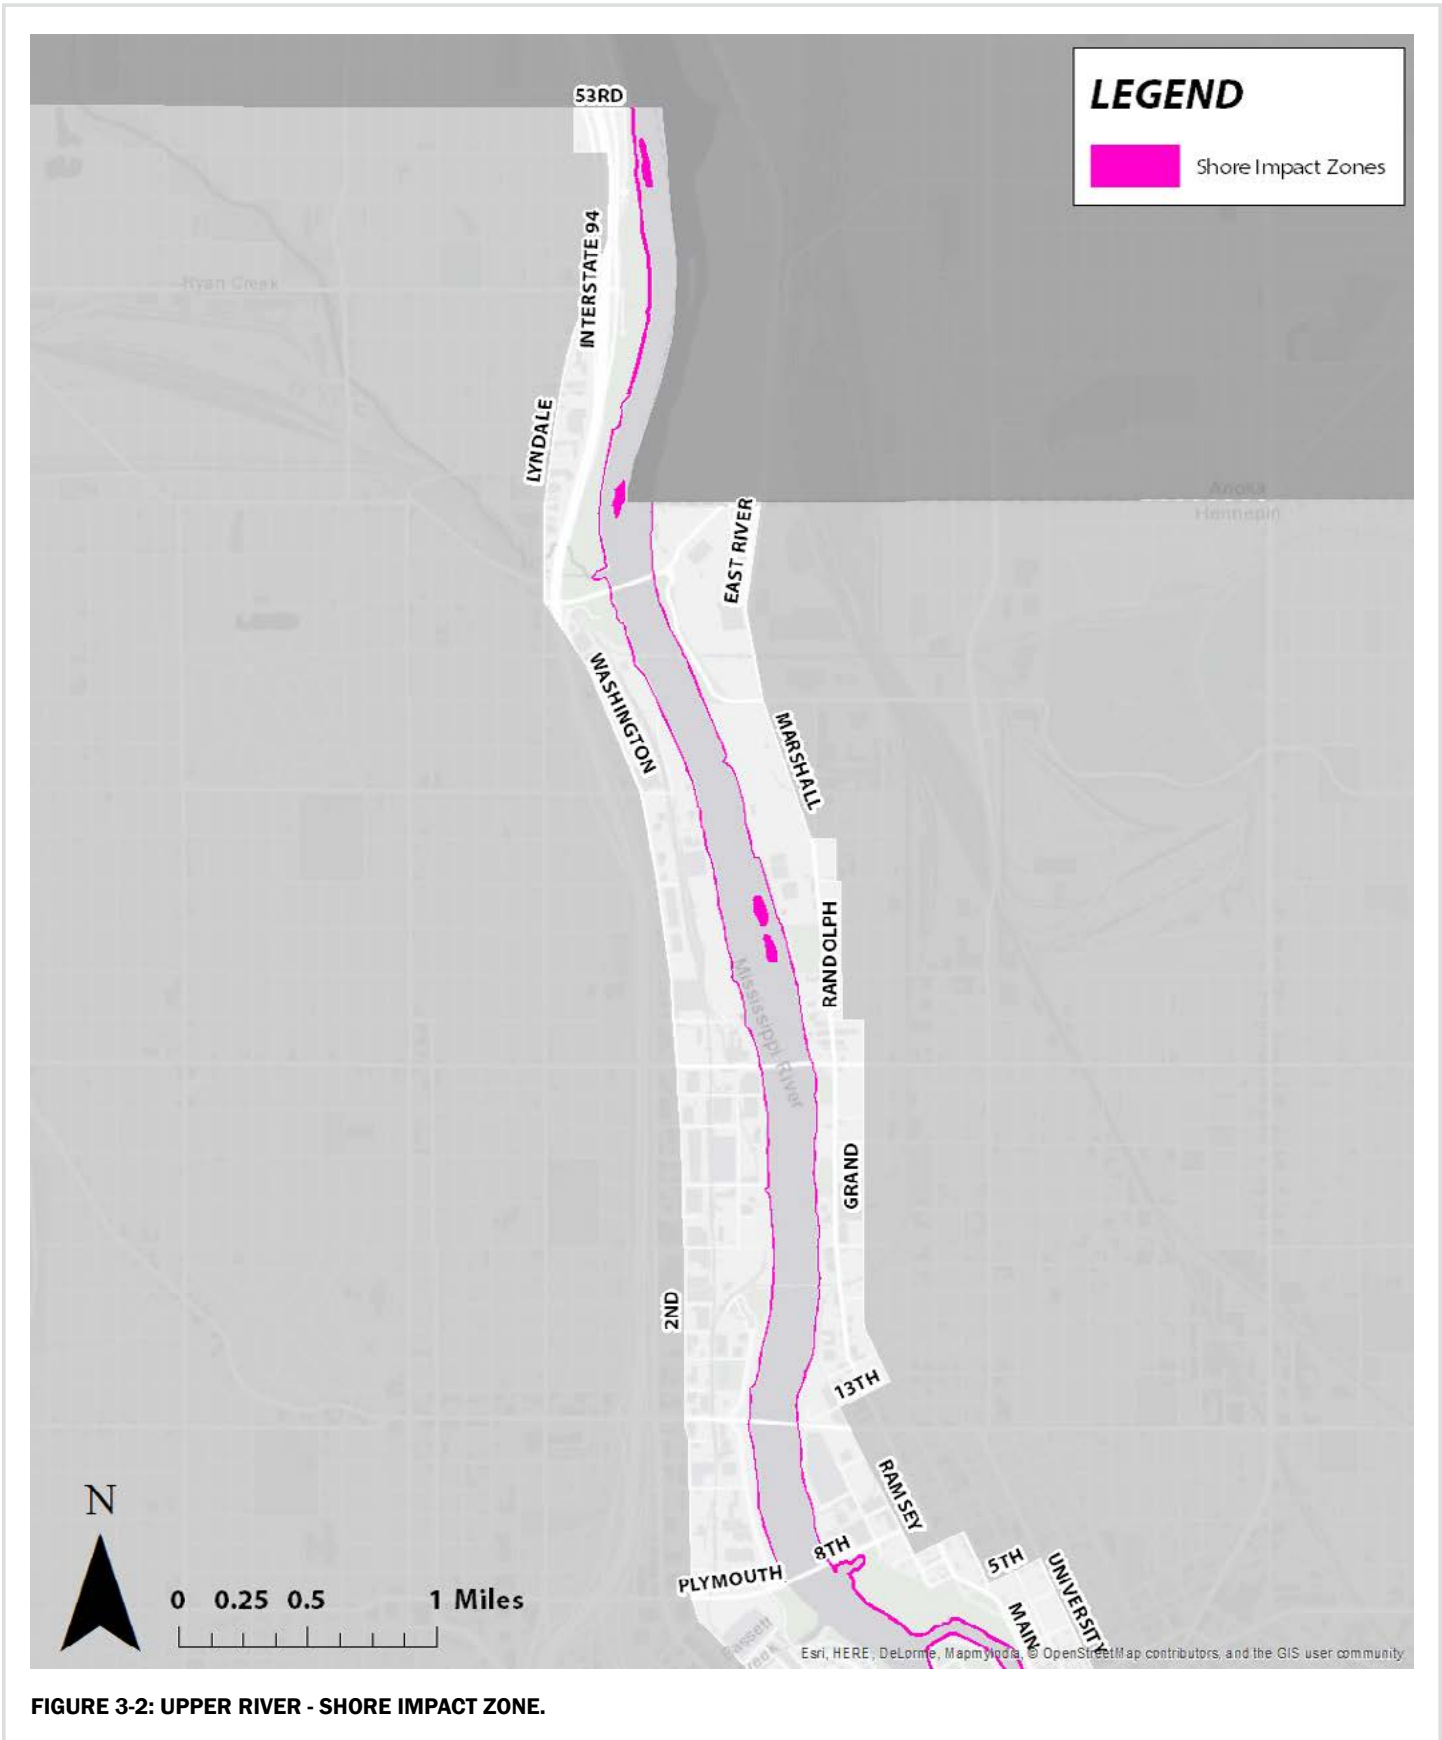 53RD
LEGEND
Shore Impact Zones
INTERSTATE 94
Ryan Creek
LYNDALE
Anoka
Hennepin
EAST RIVER
WASHINGTON
MARSHALL
RANDOLPH
Mississippi River
GRAND
2ND
13TH
RAMSEY
N
8TH
5TH
UNIVERSITY
PLYMOUTH
MAIN
0 0.25 0.5 1 Miles
Bassett
Esri, HERE, DeLorme, MapmyIndia, © OpenStreetMap contributors, and the GIS user community
FIGURE 3-2: UPPER RIVER - SHORE IMPACT ZONE.